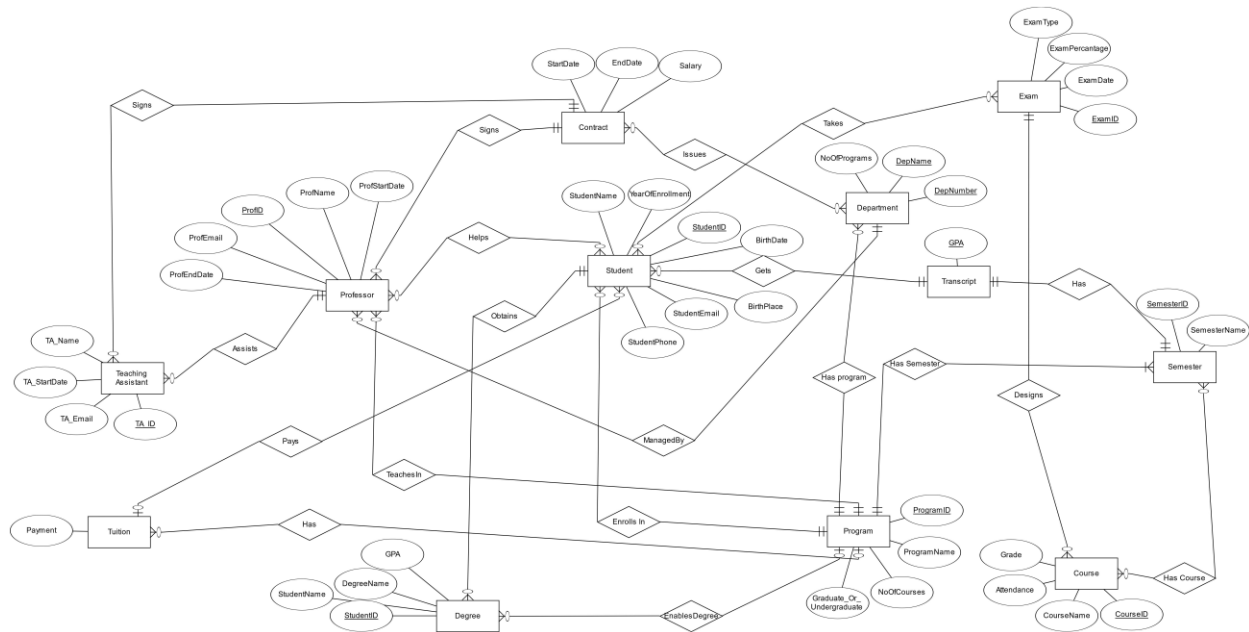 ExamType
ExamPercantage
StartDate
EndDate
Salary
ExamDate
Signs
Exam
Contract
Signs
Takes
ExamID
Issues
NoOfPrograms
DepName
ProfName
ProfStartDate
StudentName
YearOfEnrollment
DepNumber
ProfID
Department
StudentID
ProfEmail
Helps
BirthDate
GPA
ProfEndDate
Student
Gets
Transcript
Has
Professor
SemesterID
BirthPlace
Obtains
StudentEmail
SemesterName
TA_Name
Assists
StudentPhone
Has Semester
Semester
TA_StartDate
Teaching
Assistant
Has program
Designs
TA_Email
TA_ID
Pays
ManagedBy
TeachesIn
ProgramID
Payment
Tuition
Has
Enrolls In
Program
ProgramName
GPA
Grade
Course
Has Course
DegreeName
StudentName
Attendance
NoOfCourses
Graduate_Or_
Undergraduate
StudentID
Degree
EnablesDegree
CourseName
CourseID